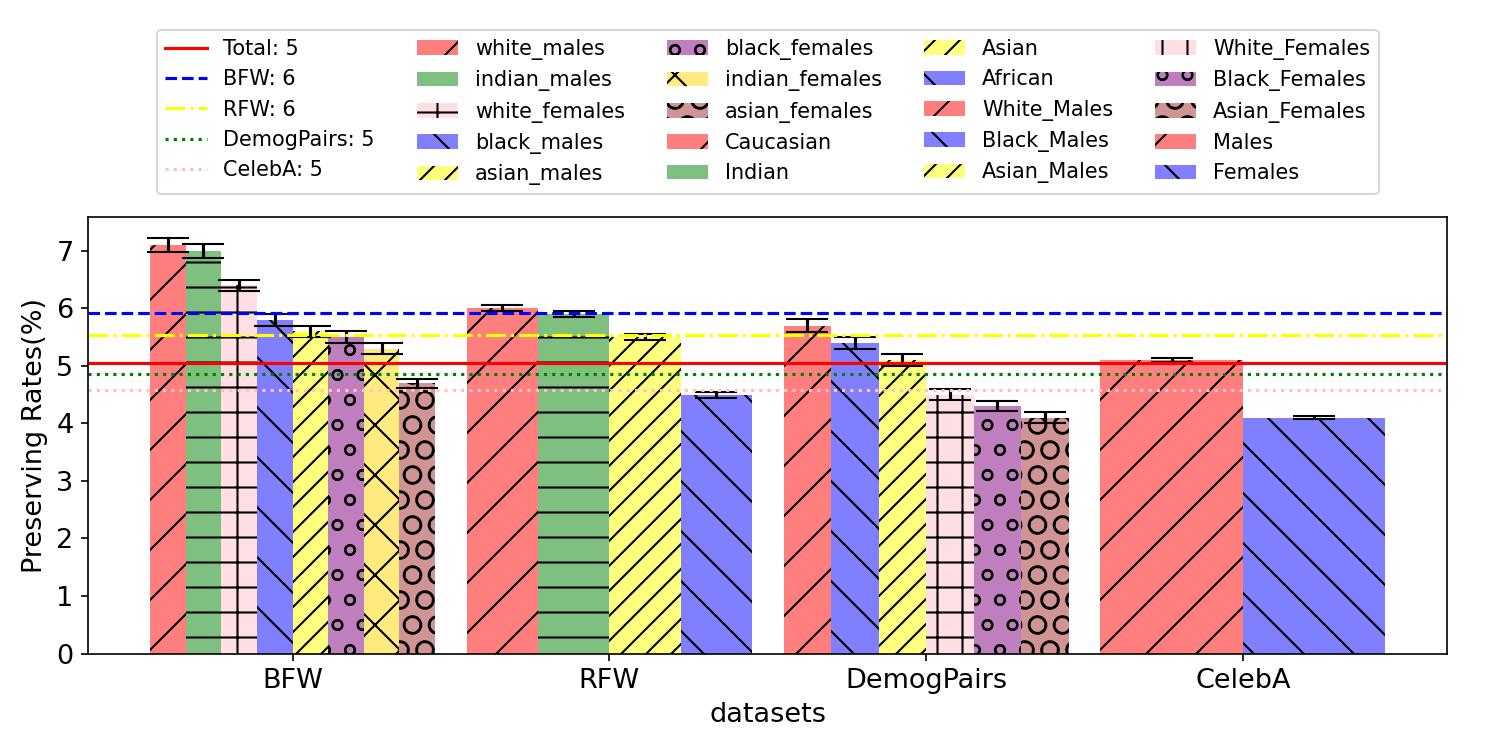 Total: 5
BFW: 6
RFW: 6
DemogPairs: 5
CelebA: 5
white_males
indian_males
white_females
black_males
asian_males
black_females
indian_females
asian_females
Caucasian
Indian
Asian
African
White_Males
Black_Males
Asian_Males
White_Females
Black_Females
Asian_Females
Males
Females
Preserving Rates(%)
7
6
5
4
3
2
1
0
BFW RFW DemogPairs CelebA
datasets